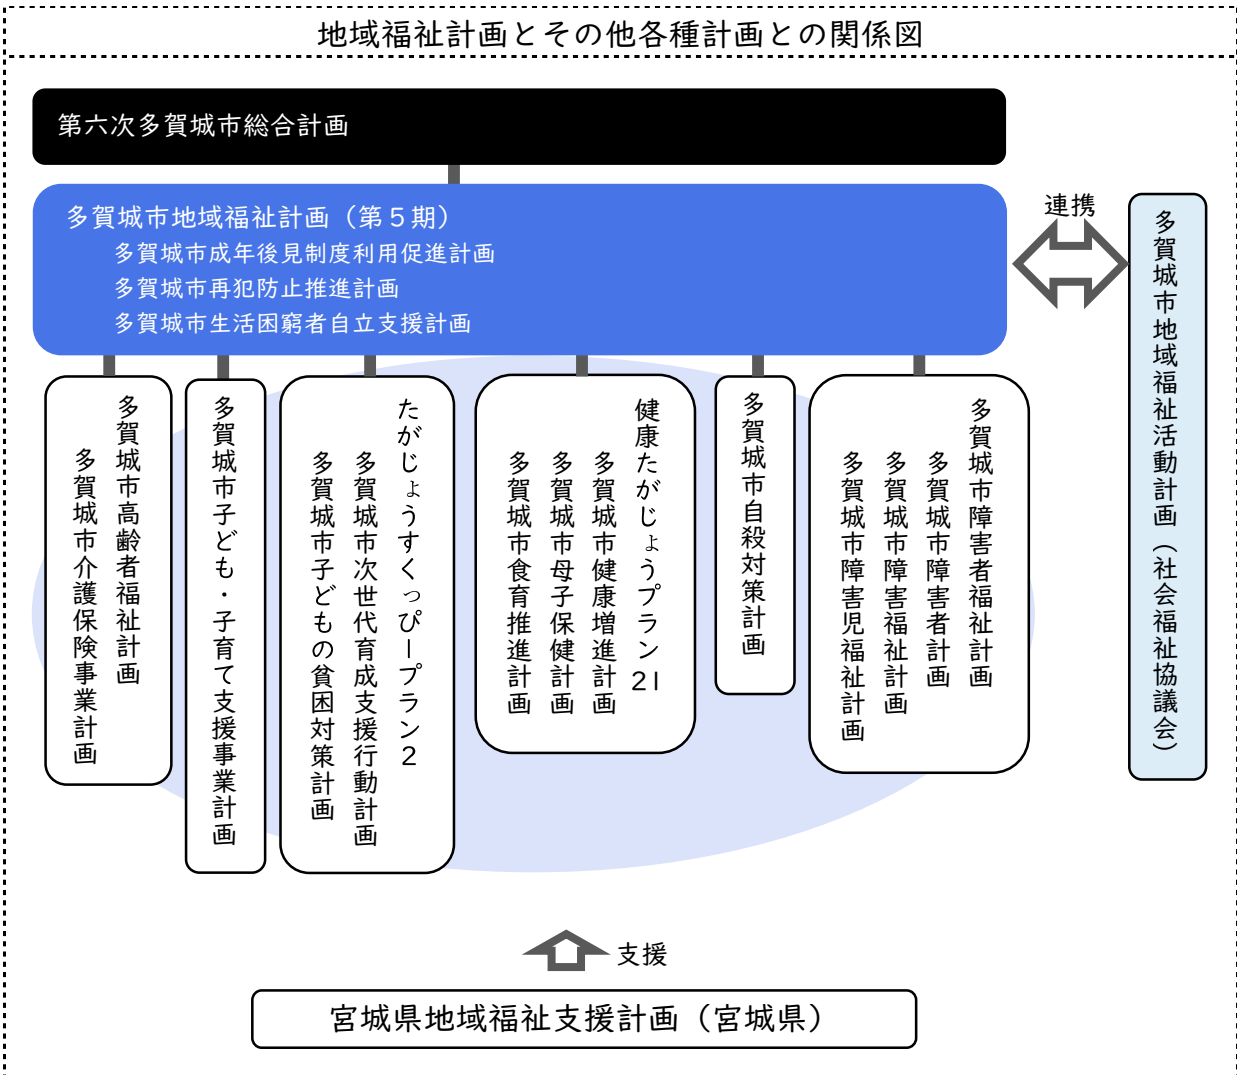 地域福祉計画とその他各種計画との関係図
第六次多賀城市総合計画
多賀城市地域福祉計画（第５期）
多賀城市成年後見制度利用促進計画
多賀城市再犯防止推進計画
多賀城市生活困窮者自立支援計画
連携
多賀城市地域福祉活動計画（社会福祉協議会）
多賀城市高齢者福祉計画
多賀城市介護保険事業計画
多賀城市子ども・子育て支援事業計画
たがじょうすくっぴープラン２
多賀城市次世代育成支援行動計画
多賀城市子どもの貧困対策計画
健康たがじょうプラン21
多賀城市健康増進計画
多賀城市母子保健計画
多賀城市食育推進計画
多賀城市自殺対策計画
多賀城市障害者福祉計画
多賀城市障害者計画
多賀城市障害福祉計画
多賀城市障害児福祉計画
支援
宮城県地域福祉支援計画（宮城県）